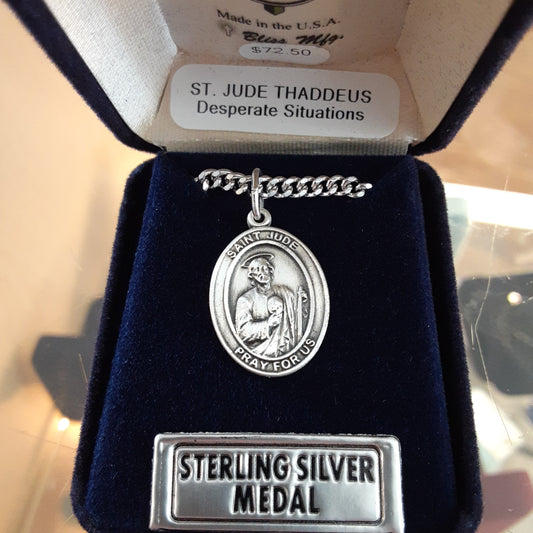 Made in the U.S.A.
Bliss Mfg.
$72.50
ST. JUDE THADDEUS
Desperate Situations
SAINT JUDE
PRAY FOR US
STERLING SILVER
MEDAL